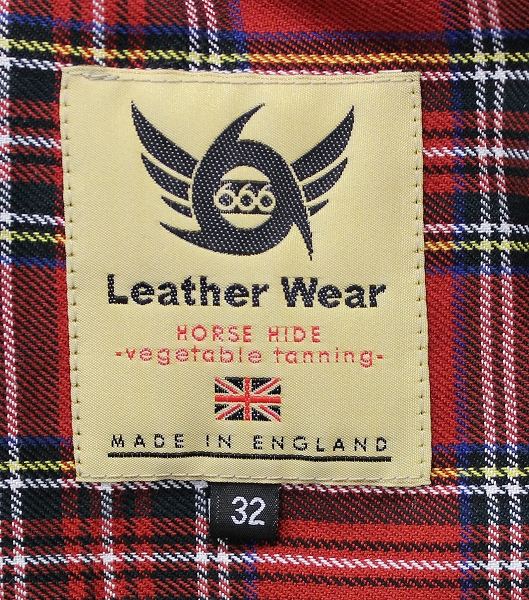 666
Leather Wear
HORSE HIDE
-vegetable tanning-
MADE IN ENGLAND
32